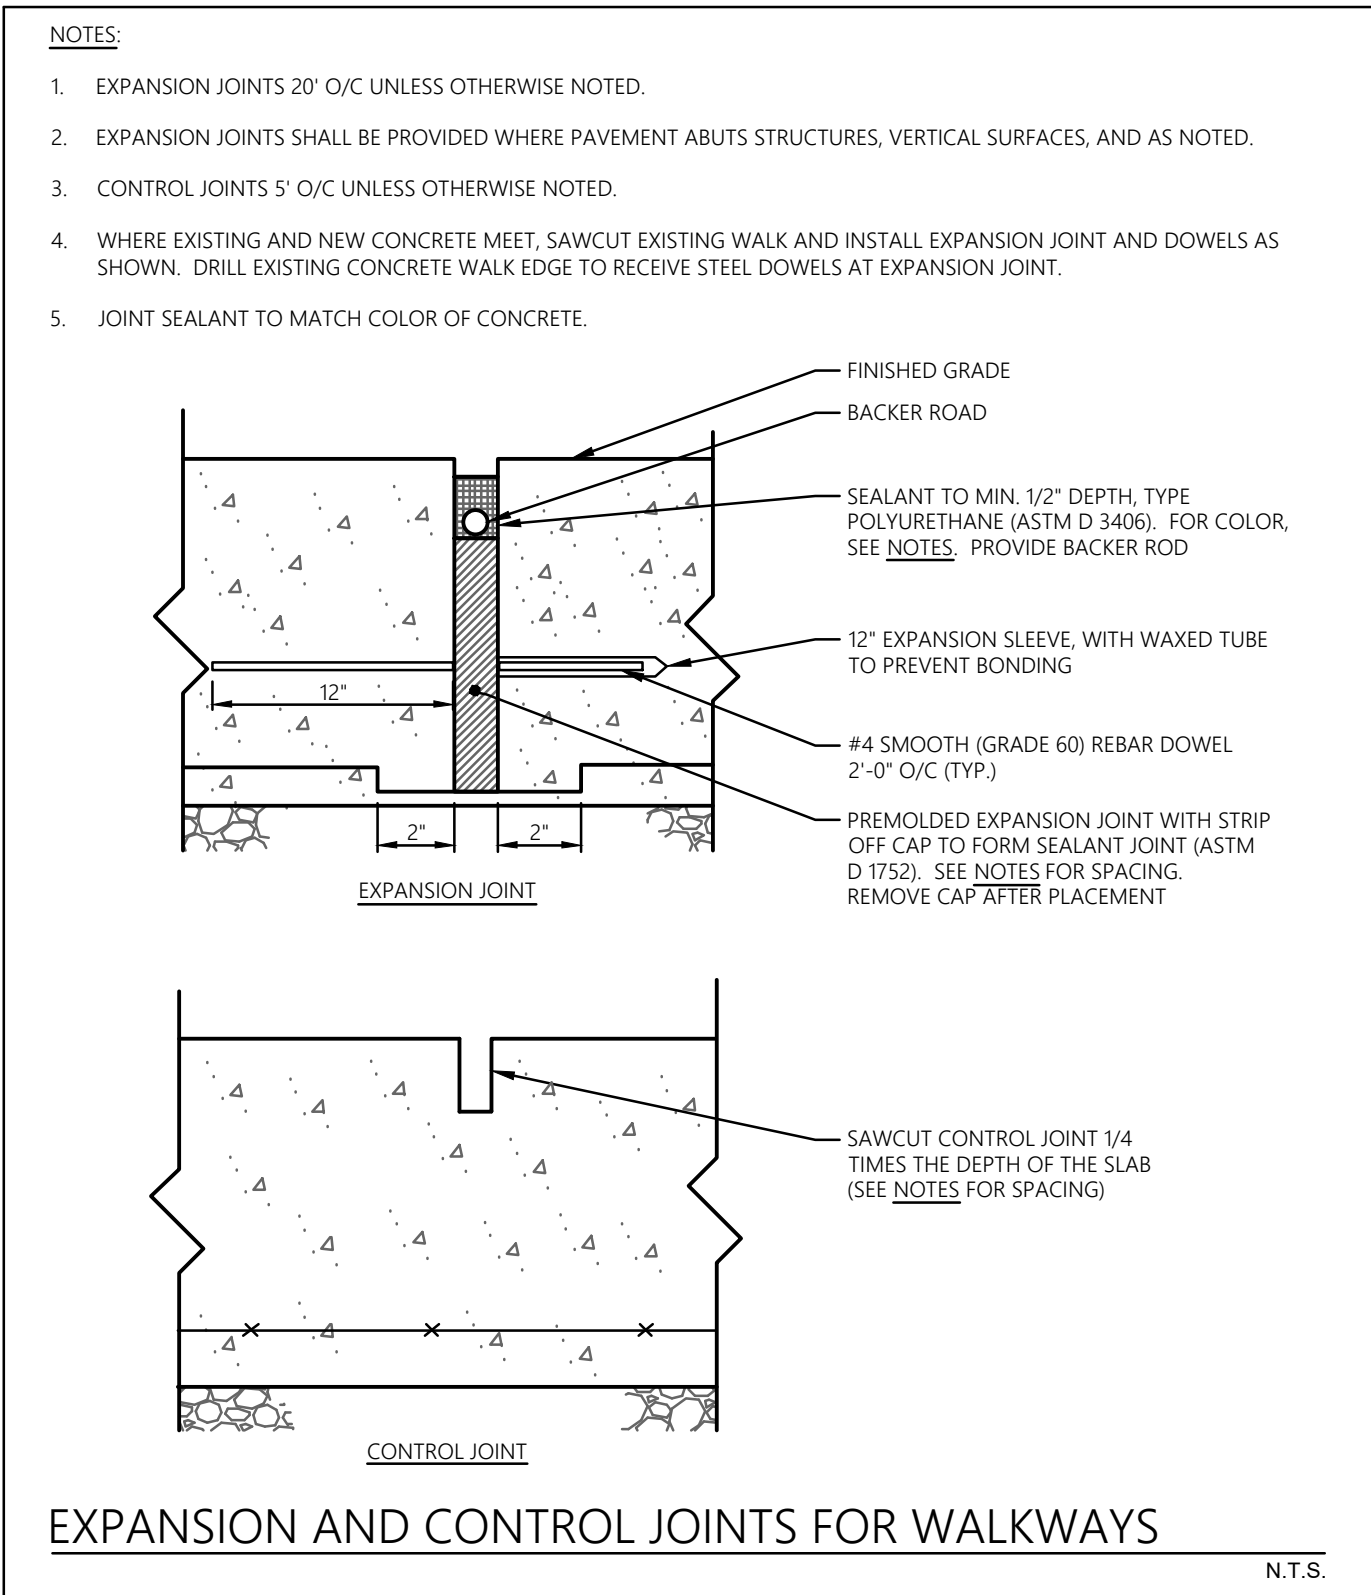 NOTES:
1. EXPANSION JOINTS 20' O/C UNLESS OTHERWISE NOTED.
2. EXPANSION JOINTS SHALL BE PROVIDED WHERE PAVEMENT ABUTS STRUCTURES, VERTICAL SURFACES, AND AS NOTED.
3. CONTROL JOINTS 5' O/C UNLESS OTHERWISE NOTED.
4. WHERE EXISTING AND NEW CONCRETE MEET, SAWCUT EXISTING WALK AND INSTALL EXPANSION JOINT AND DOWELS AS
SHOWN. DRILL EXISTING CONCRETE WALK EDGE TO RECEIVE STEEL DOWELS AT EXPANSION JOINT.
5. JOINT SEALANT TO MATCH COLOR OF CONCRETE.
FINISHED GRADE
BACKER ROAD
SEALANT TO MIN. 1/2" DEPTH, TYPE
POLYURETHANE (ASTM D 3406). FOR COLOR,
SEE NOTES. PROVIDE BACKER ROD
12" EXPANSION SLEEVE, WITH WAXED TUBE
TO PREVENT BONDING
12"
#4 SMOOTH (GRADE 60) REBAR DOWEL
2'-0" O/C (TYP.)
PREMOLDED EXPANSION JOINT WITH STRIP
OFF CAP TO FORM SEALANT JOINT (ASTM
D 1752). SEE NOTES FOR SPACING.
REMOVE CAP AFTER PLACEMENT
2" 2"
EXPANSION JOINT
SAWCUT CONTROL JOINT 1/4
TIMES THE DEPTH OF THE SLAB
(SEE NOTES FOR SPACING)
CONTROL JOINT
EXPANSION AND CONTROL JOINTS FOR WALKWAYS
N.T.S.